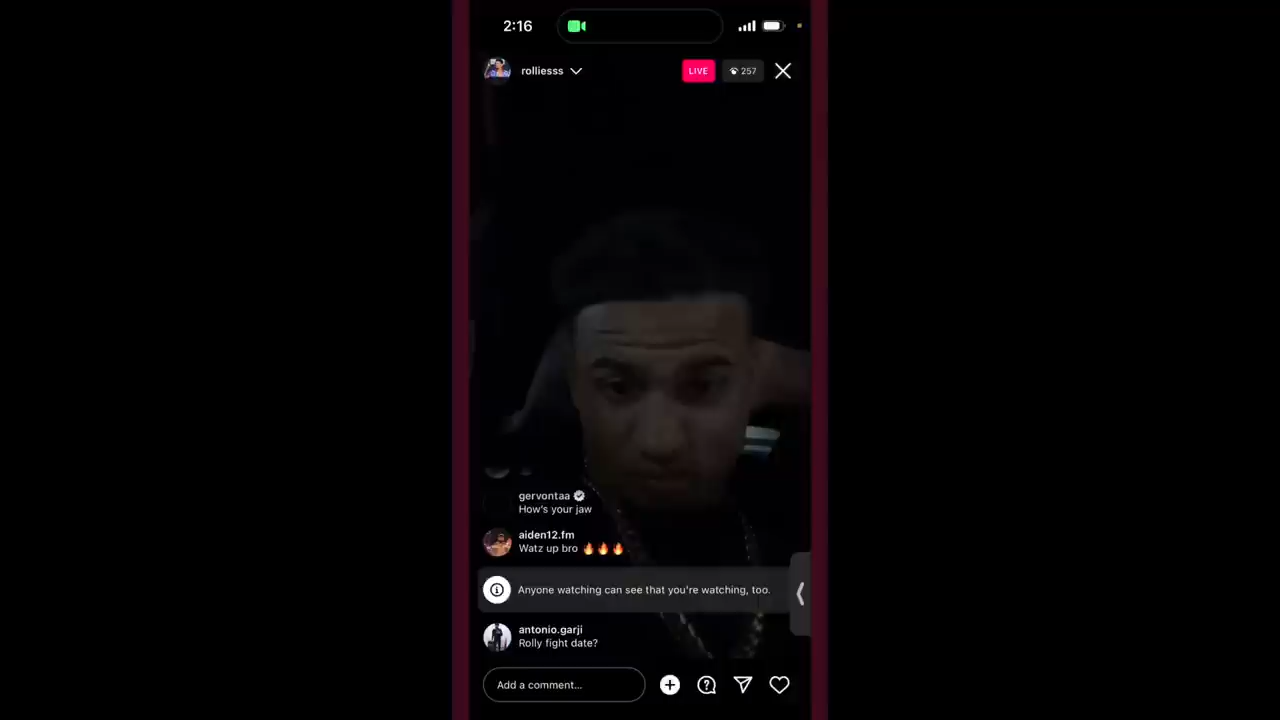 2:16
rolliesss
LIVE
257
gervontaa
How's your jaw
aiden12.fm
Watz up bro 🔥🔥🔥
Anyone watching can see that you're watching, too.
antonio.garji
Rolly fight date?
Add a comment...